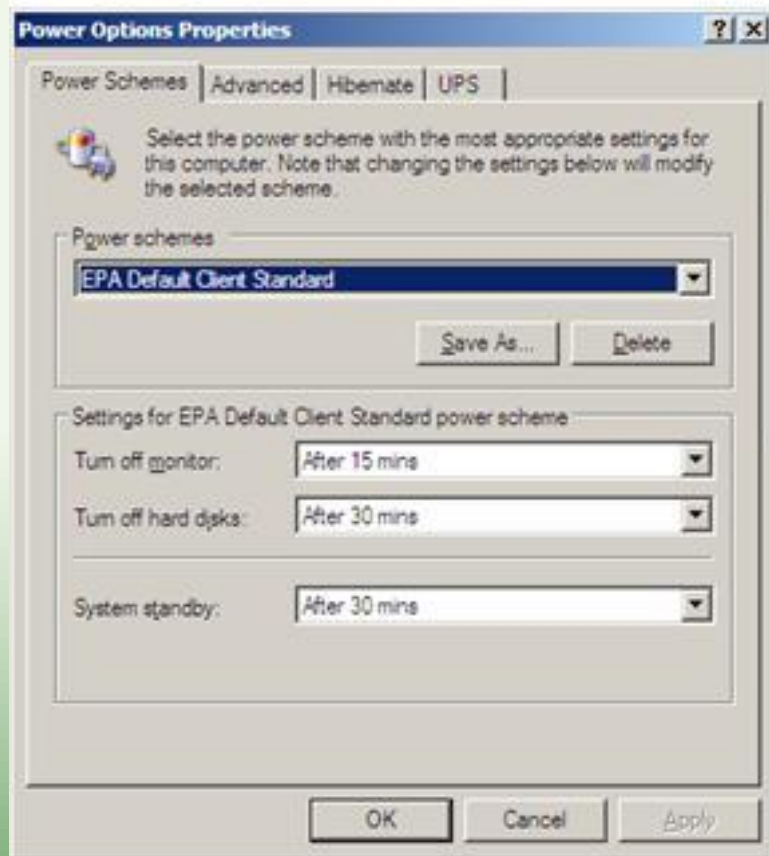 Power Options Properties
Power Schemes Advanced Hibernate UPS
Select the power scheme with the most appropriate settings for
this computer. Note that changing the settings below will modify
the selected scheme.
Power schemes
EPA Default Client Standard
Save As... Delete
Settings for EPA Default Client Standard power scheme
Turn off monitor: After 15 mins
Turn off hard disks: After 30 mins
System standby: After 30 mins
OK Cancel Apply